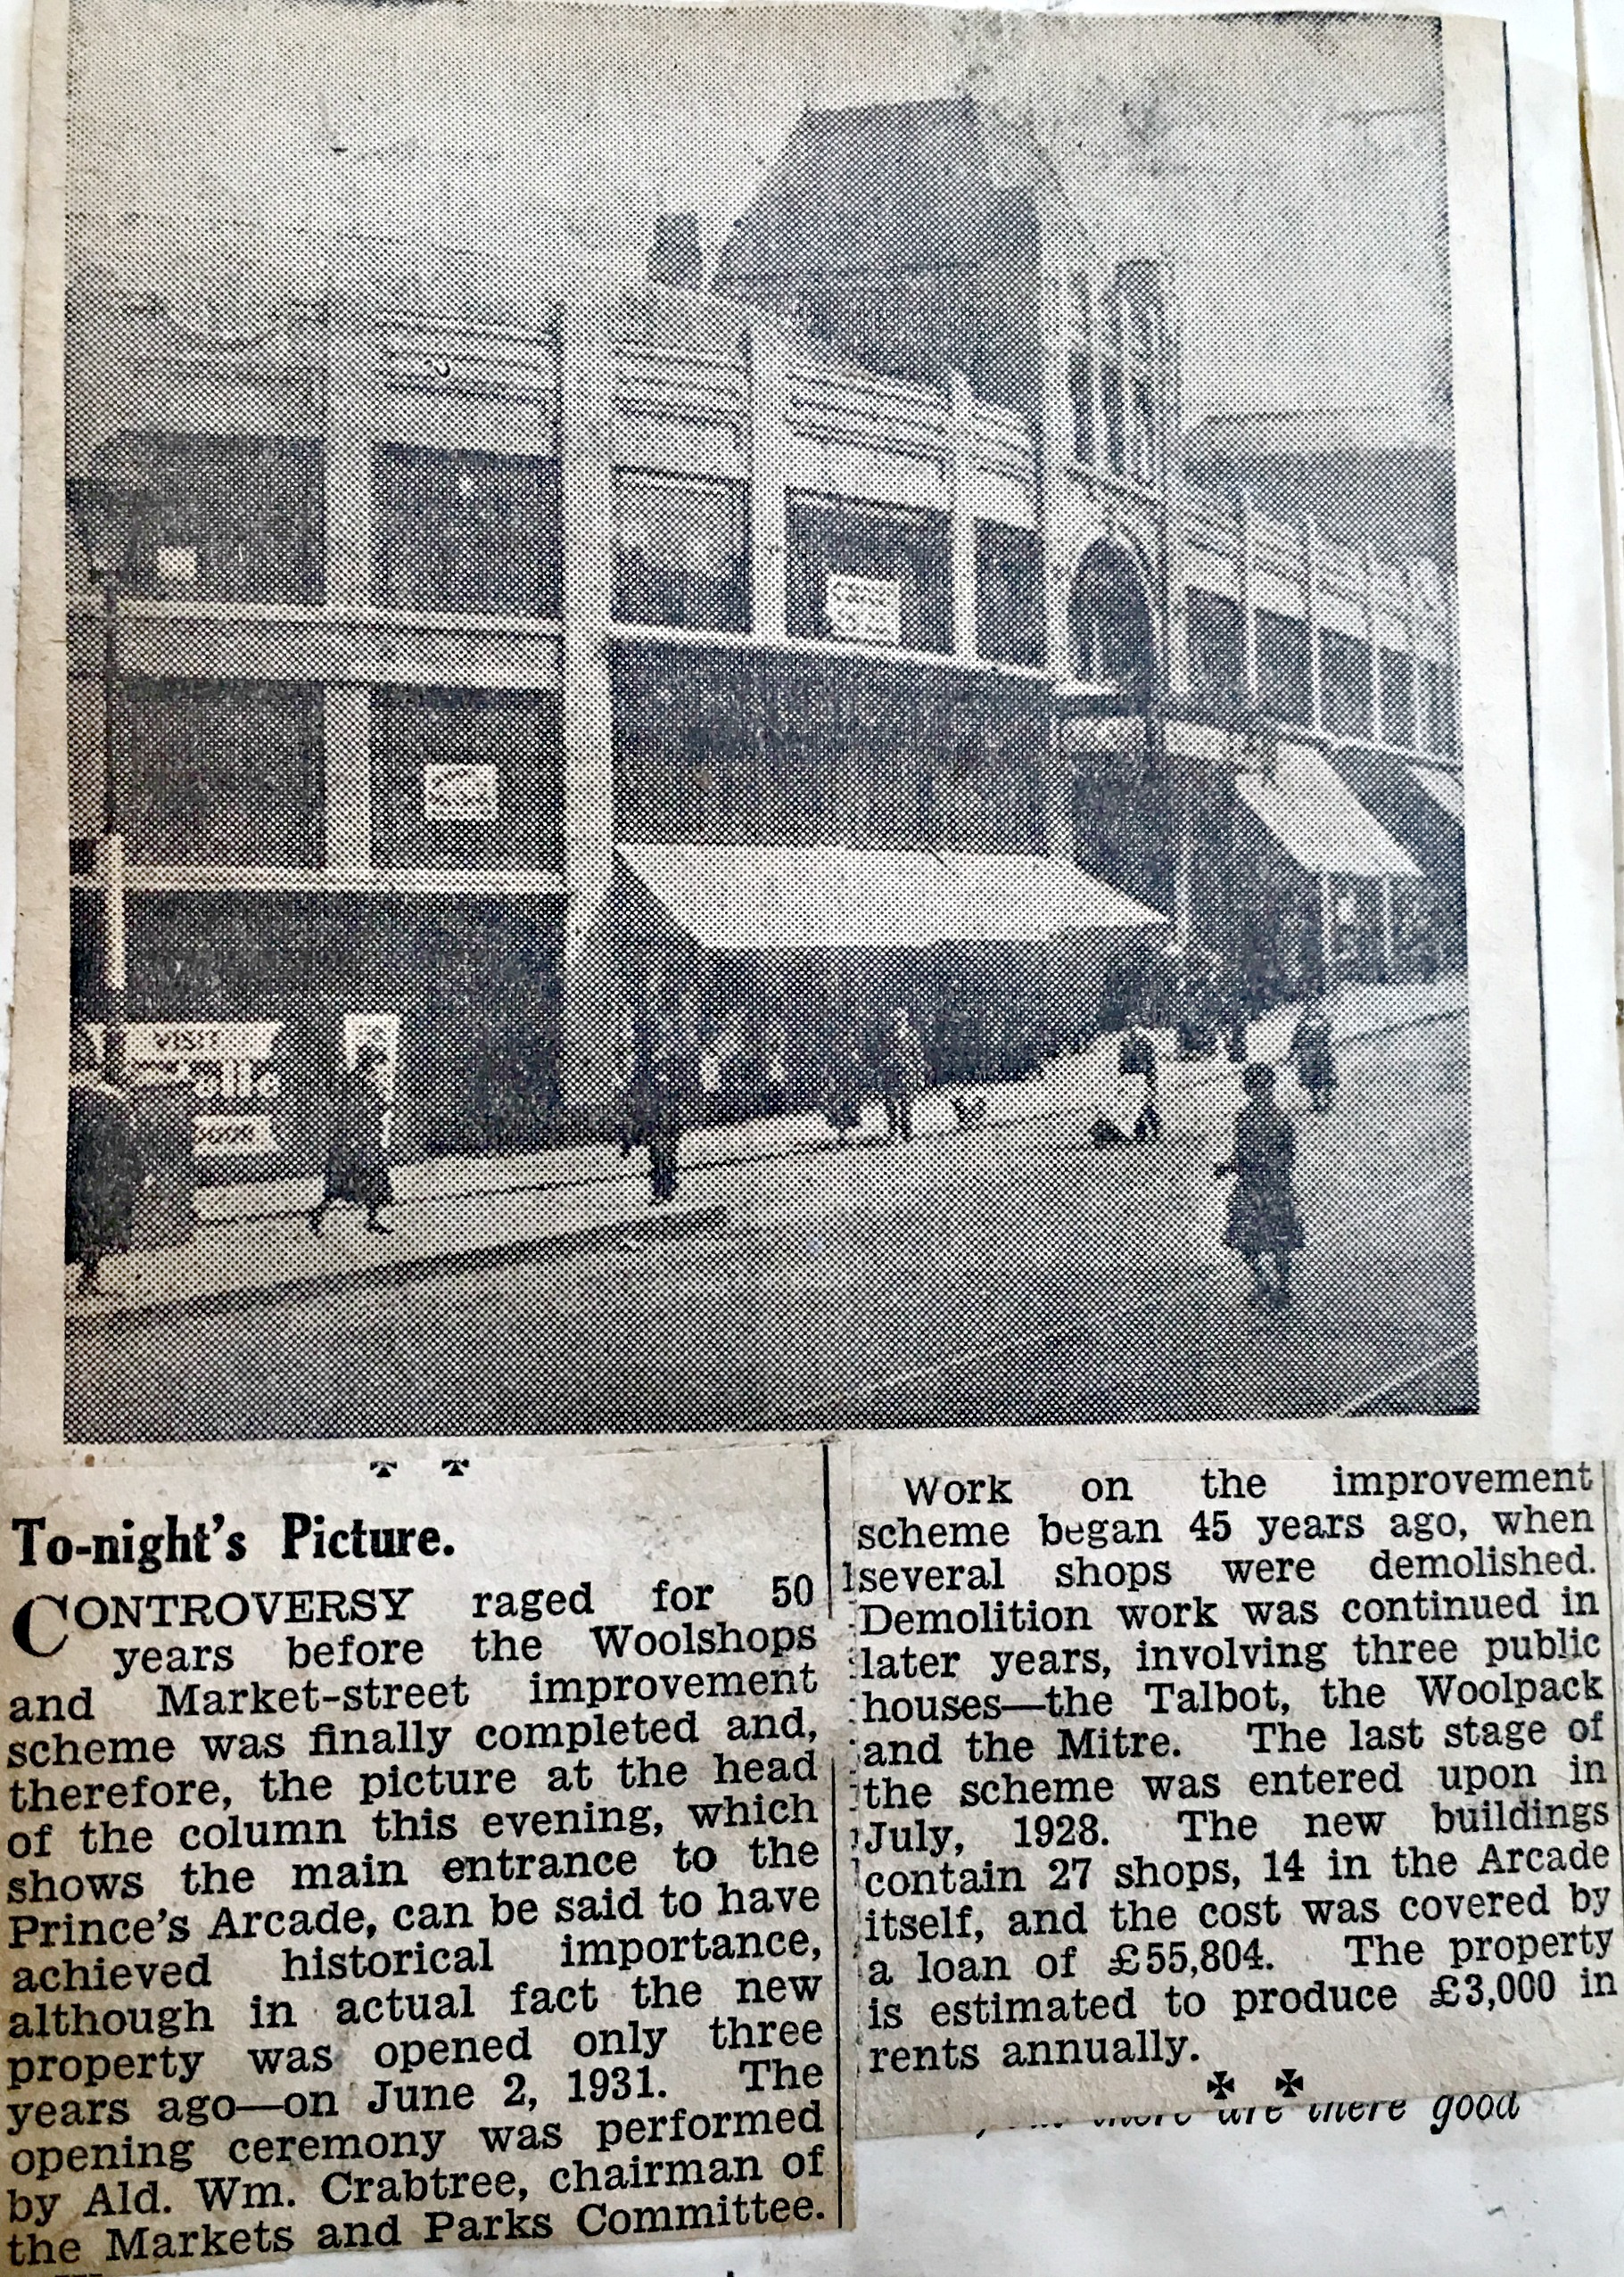 VISIT
To-night's Picture.
CONTROVERSY raged for 50
years before the Woolshops
and Market-street improvement
scheme was finally completed and,
therefore, the picture at the head
of the column this evening, which
shows the main entrance to the
Prince's Arcade, can be said to have
achieved historical importance,
although in actual fact the new
property was opened only three
years ago—on June 2, 1931. The
opening ceremony was performed
by Ald. Wm. Crabtree, chairman of
the Markets and Parks Committee.
Work on the improvement
scheme began 45 years ago, when
several shops were demolished.
Demolition work was continued in
later years, involving three public
houses—the Talbot, the Woolpack
and the Mitre. The last stage of
the scheme was entered upon in
July, 1928. The new buildings
contain 27 shops, 14 in the Arcade
itself, and the cost was covered by
a loan of £55,804. The property
is estimated to produce £3,000 in
rents annually.
are there good